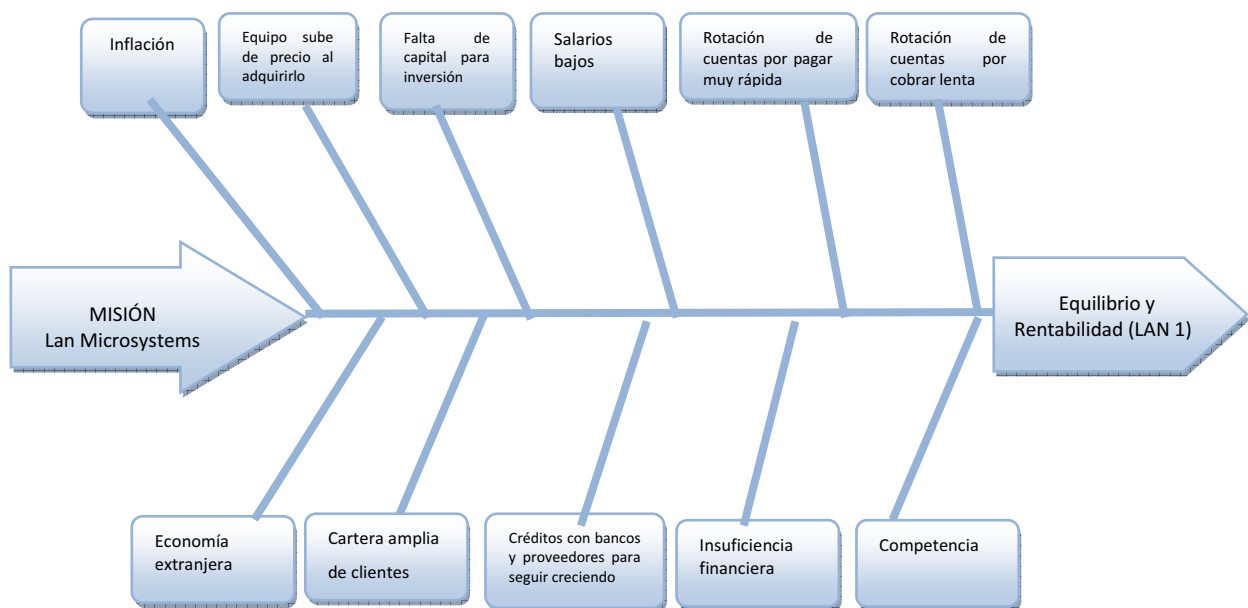 Inflación
Equipo sube
de precio al
adquirirlo
Falta de
capital para
inversión
Salarios
bajos
Rotación de
cuentas por pagar
muy rápida
Rotación de
cuentas por
cobrar lenta
MISIÓN
Lan Microsystems
Equilibrio y
Rentabilidad (LAN 1)
Economía
extranjera
Cartera amplia
de clientes
Créditos con bancos
y proveedores para
seguir creciendo
Insuficiencia
financiera
Competencia